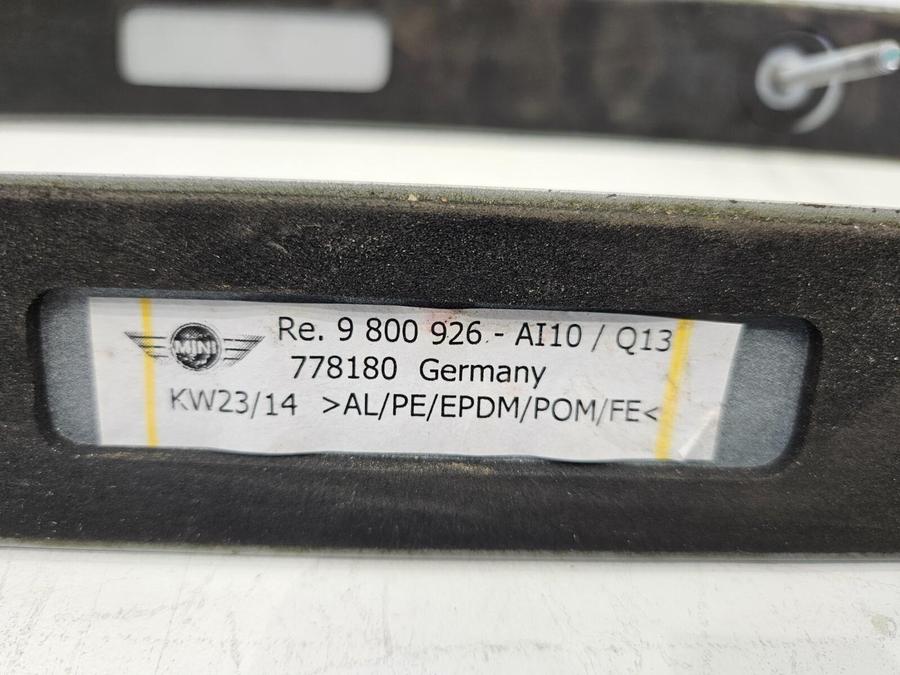 MINI
Re. 9 800 926 - AI10 / Q13
778180 Germany
KW23/14 >AL/PE/EPDM/POM/FE<